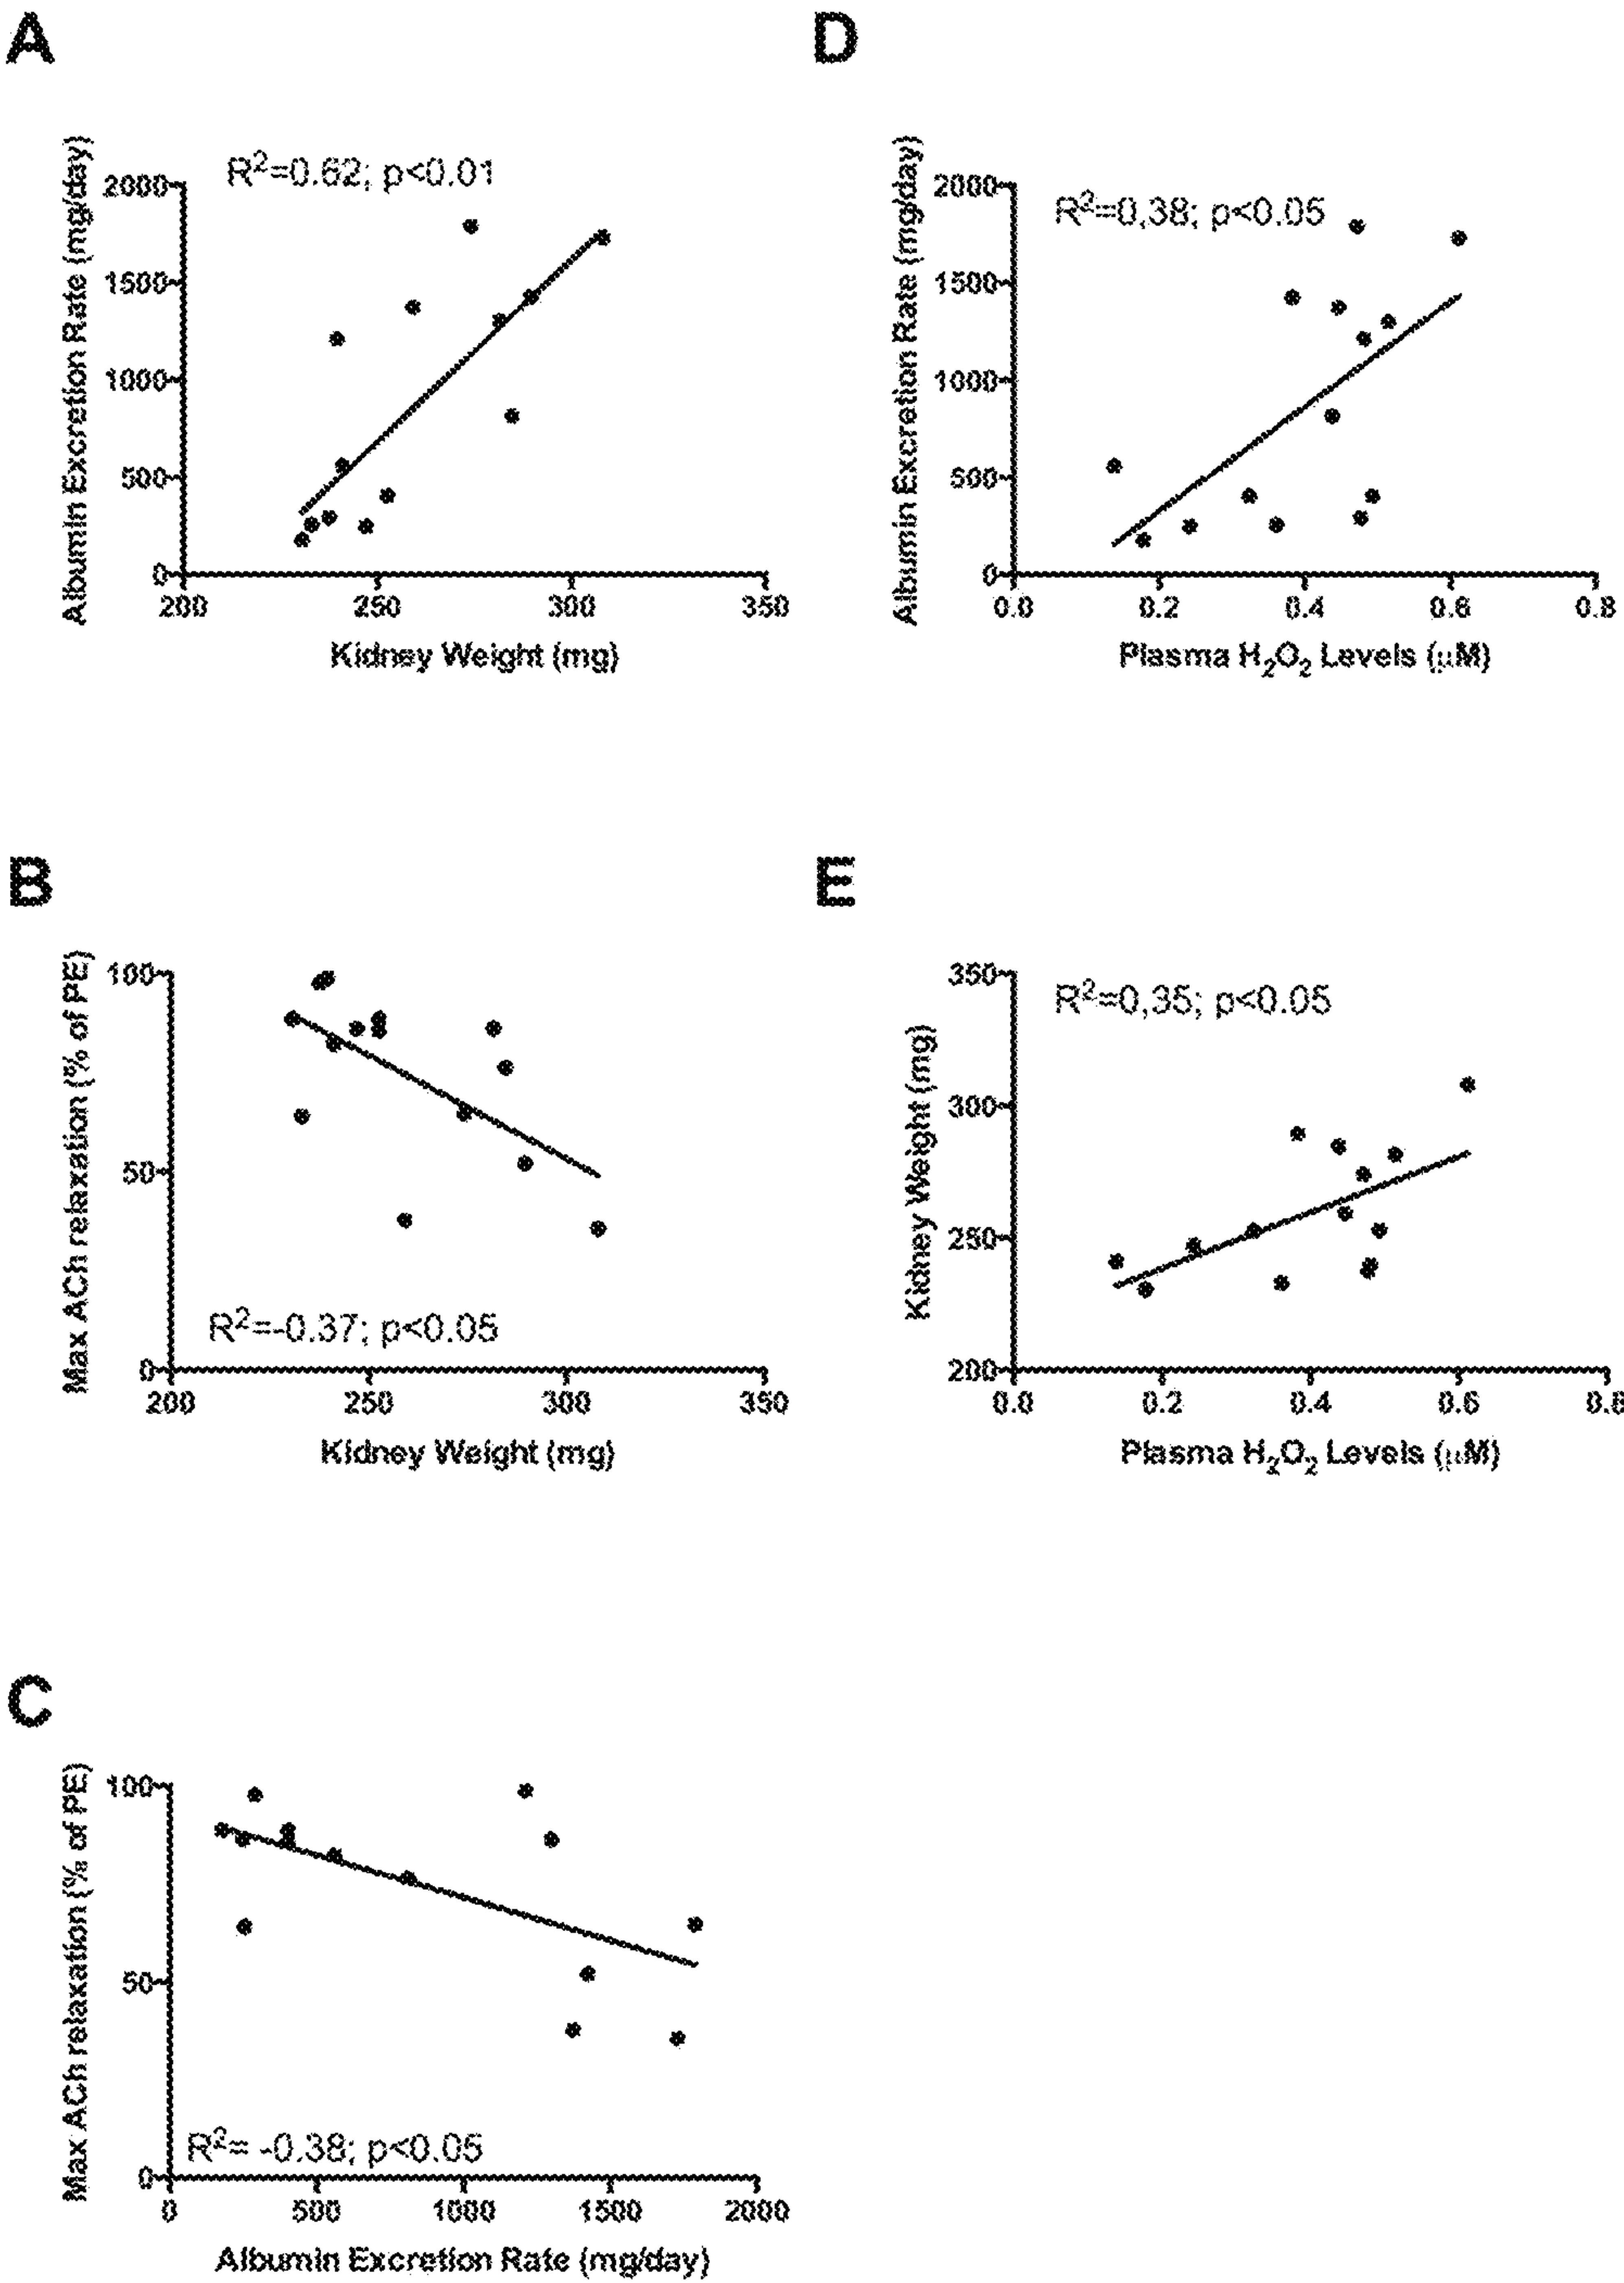 A
R²=0.62; p<0.01
Albumin Excretion Rate (mg/day)
2000
1500
1000
500
0
200 250 300 350
Kidney Weight (mg)
D
R²=0,38; p<0.05
Albumin Excretion Rate (mg/day)
2000
1500
1000
500
0
0.0 0.2 0.4 0.6 0.8
Plasma H₂O₂ Levels (μM)
B
Max ACh relaxation (% of PE)
100
50
0
R²=-0.37; p<0.05
200 250 300 350
Kidney Weight (mg)
E
R²=0,35; p<0.05
Kidney Weight (mg)
350
300
250
200
0.0 0.2 0.4 0.6 0.8
Plasma H₂O₂ Levels (μM)
C
Max ACh relaxation (% of PE)
100
50
0
R²= -0.38; p<0.05
0 500 1000 1500 2000
Albumin Excretion Rate (mg/day)